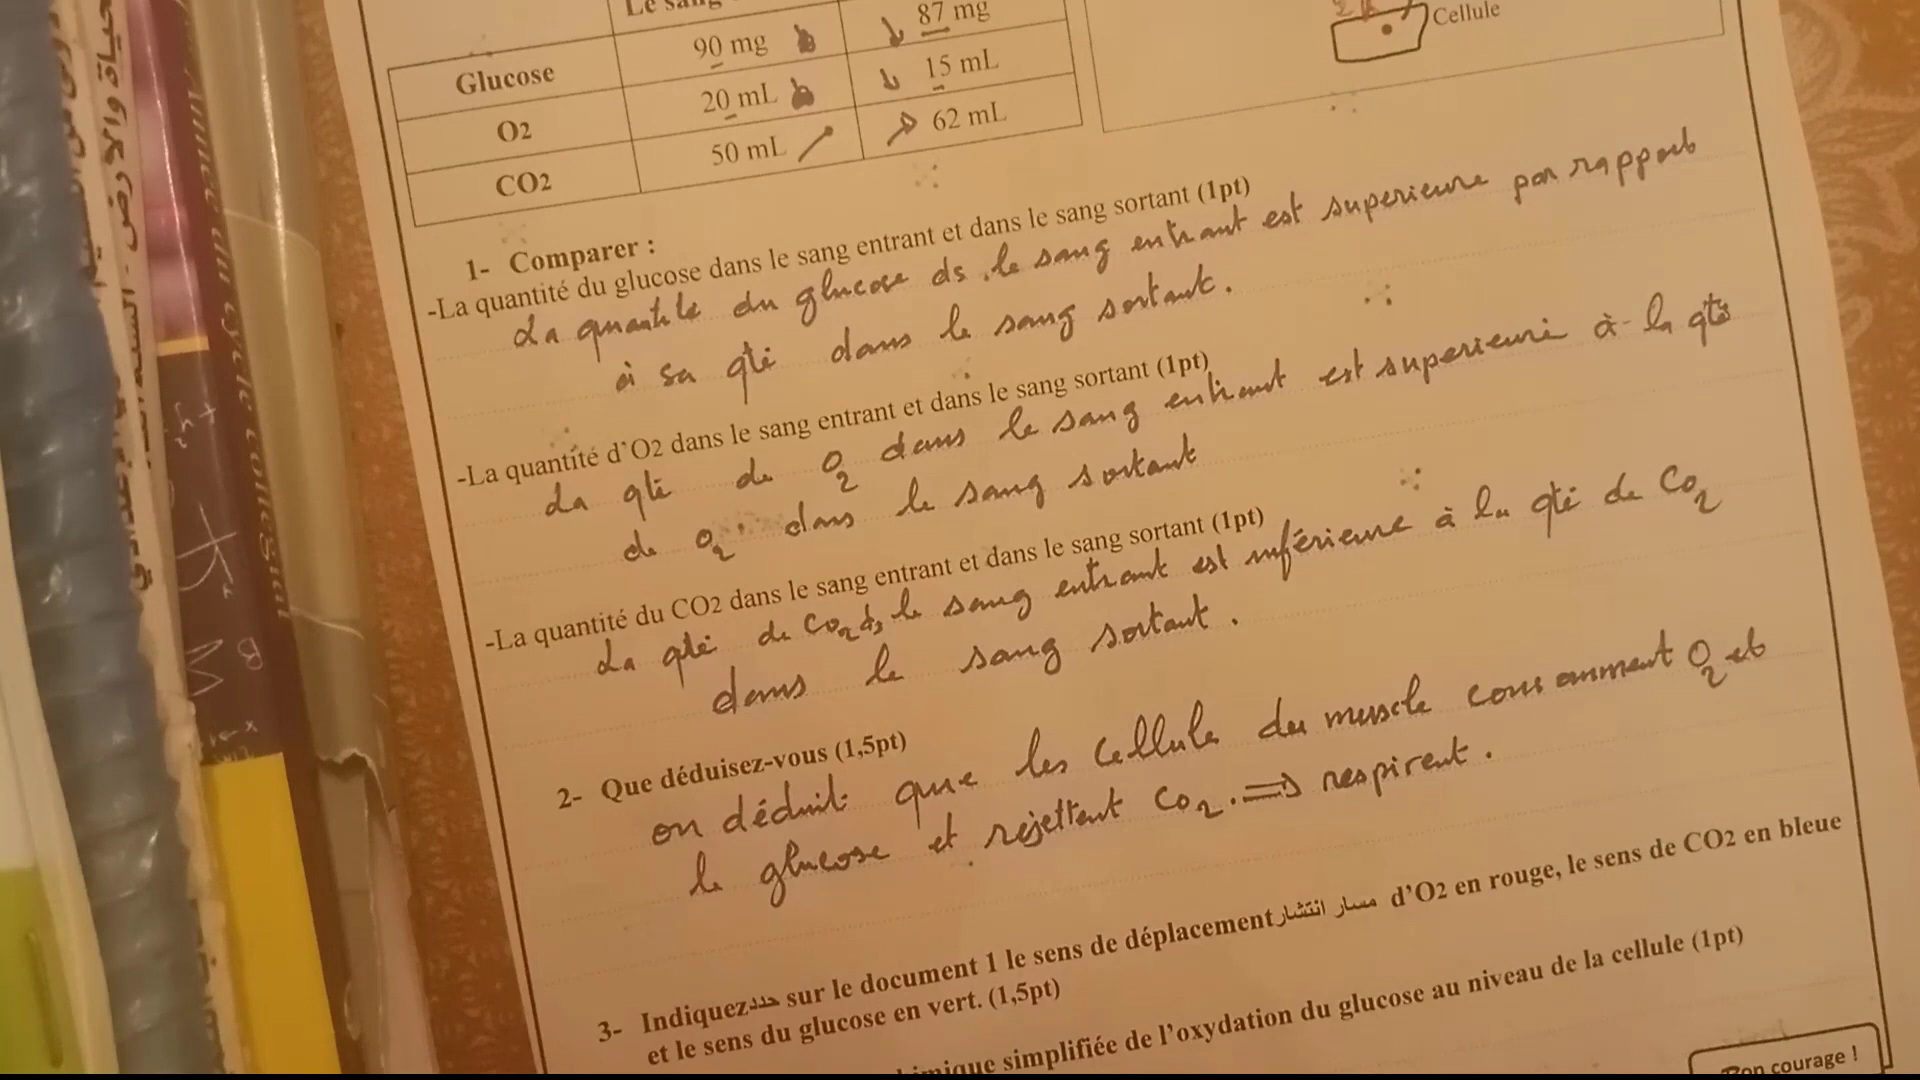 Le sang
87 mg
Cellule
Glucose 90 mg
O2 20 mL 15 mL
CO2 50 mL 62 mL
1- Comparer :
-La quantité du glucose dans le sang entrant et dans le sang sortant (1pt)
La quantité du glucose ds le sang entrant est superieure par rapport
à sa qté dans le sang sortant.
-La quantité d'O2 dans le sang entrant et dans le sang sortant (1pt)
La qté de O2 dans le sang entrant est superieure à la qté
de O2 dans le sang sortant
-La quantité du CO2 dans le sang entrant et dans le sang sortant (1pt)
La qté de Co2 ds le sang entrant est inférieure à la qté de Co2
dans le sang sortant.
2- Que déduisez-vous (1,5pt)
on déduit que les cellule du muscle consomment O2 et
le glucose et rejettent Co2. ⇒ respirent.
3- Indiquez حدد sur le document 1 le sens de déplacement مسار انتشار d'O2 en rouge, le sens de CO2 en bleue
et le sens du glucose en vert. (1,5pt)
simplifiée de l'oxydation du glucose au niveau de la cellule (1pt)
Bon courage !